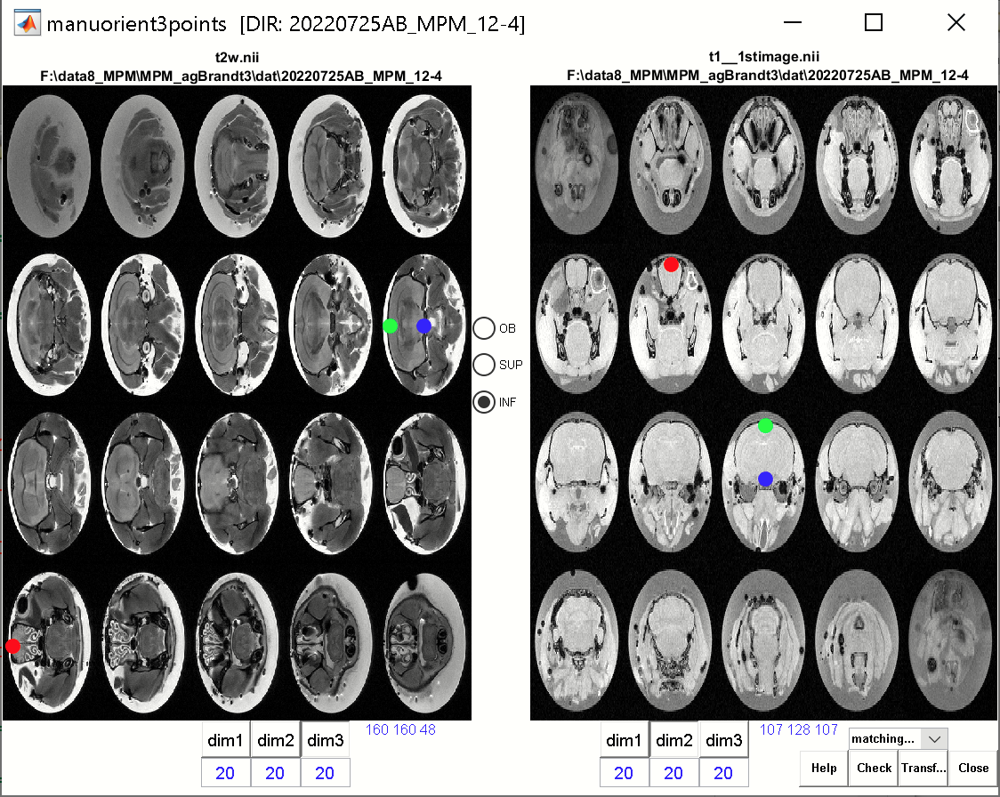 manuorient3points [DIR: 20220725AB_MPM_12-4]
t2w.nii
F:\data8_MPM\MPM_agBrandt3\dat\20220725AB_MPM_12-4
t1__1stimage.nii
F:\data8_MPM\MPM_agBrandt3\dat\20220725AB_MPM_12-4
OB
SUP
INF
dim1 dim2 dim3 160 160 48
20 20 20
dim1 dim2 dim3 107 128 107
20 20 20
matching...
Help Check Transf... Close